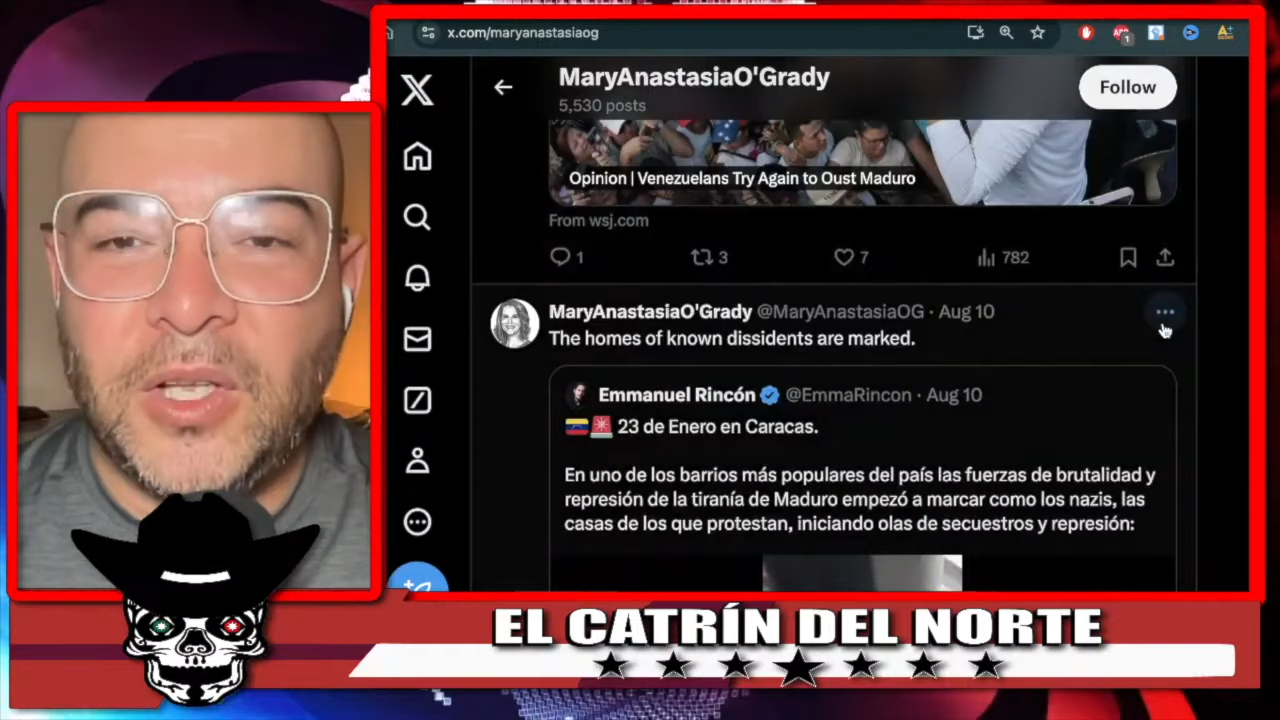 x.com/maryanastasiaog
MaryAnastasiaO'Grady
5,530 posts
Follow
Opinion | Venezuelans Try Again to Oust Maduro
From wsj.com
1
3
7
782
MaryAnastasiaO'Grady @MaryAnastasiaOG · Aug 10
The homes of known dissidents are marked.
Emmanuel Rincón @EmmaRincon · Aug 10
23 de Enero en Caracas.
En uno de los barrios más populares del país las fuerzas de brutalidad y
represión de la tiranía de Maduro empezó a marcar como los nazis, las
casas de los que protestan, iniciando olas de secuestros y represión:
EL CATRÍN DEL NORTE